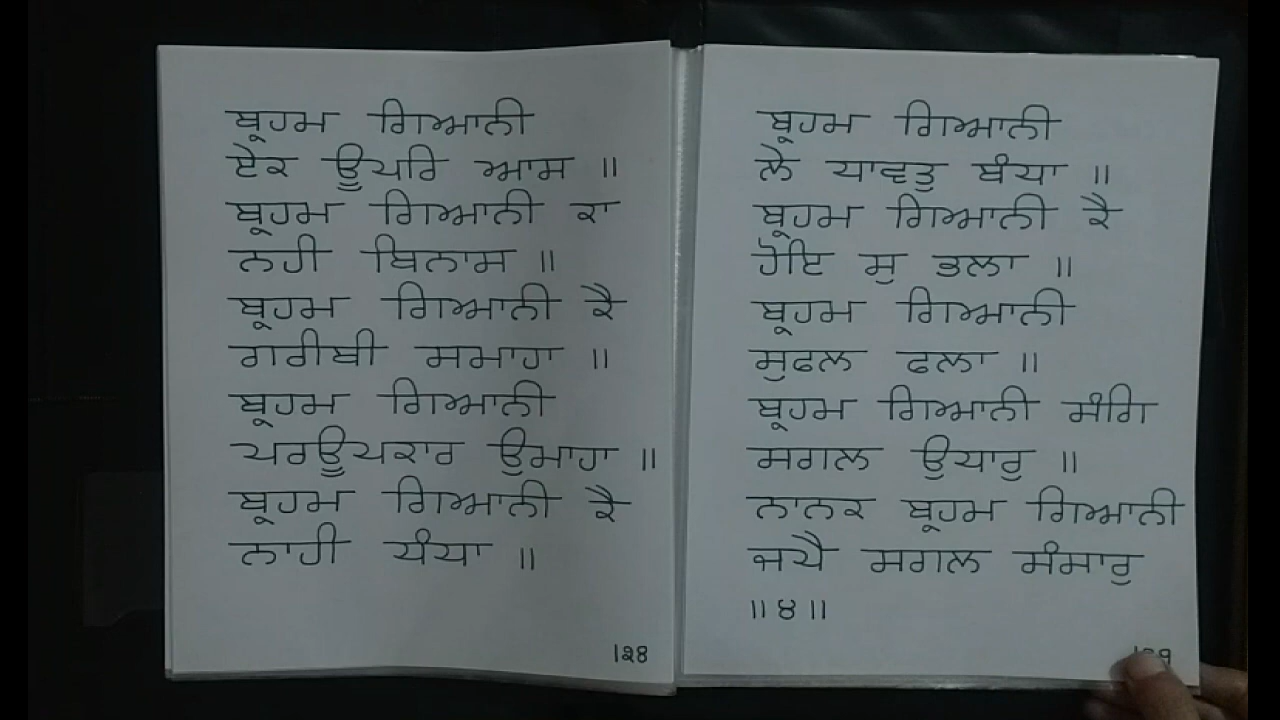 ਬ੍ਰਹਮ ਗਿਆਨੀ
ਏਕ ਊਪਰਿ ਆਸ ॥
ਬ੍ਰਹਮ ਗਿਆਨੀ ਕਾ
ਨਹੀ ਬਿਨਾਸ ॥
ਬ੍ਰਹਮ ਗਿਆਨੀ ਕੈ
ਗਰੀਬੀ ਸਮਾਹਾ ॥
ਬ੍ਰਹਮ ਗਿਆਨੀ
ਪਰਊਪਕਾਰ ਉਮਾਹਾ ॥
ਬ੍ਰਹਮ ਗਿਆਨੀ ਕੈ
ਨਾਹੀ ਧੰਧਾ ॥
ਬ੍ਰਹਮ ਗਿਆਨੀ
ਲੇ ਧਾਵਤੁ ਬੰਧਾ ॥
ਬ੍ਰਹਮ ਗਿਆਨੀ ਕੈ
ਹੋਇ ਸੁ ਭਲਾ ॥
ਬ੍ਰਹਮ ਗਿਆਨੀ
ਸੁਫਲ ਫਲਾ ॥
ਬ੍ਰਹਮ ਗਿਆਨੀ ਸੰਗਿ
ਸਗਲ ਉਧਾਰੁ ॥
ਨਾਨਕ ਬ੍ਰਹਮ ਗਿਆਨੀ
ਜਪੈ ਸਗਲ ਸੰਸਾਰੁ
॥੪॥